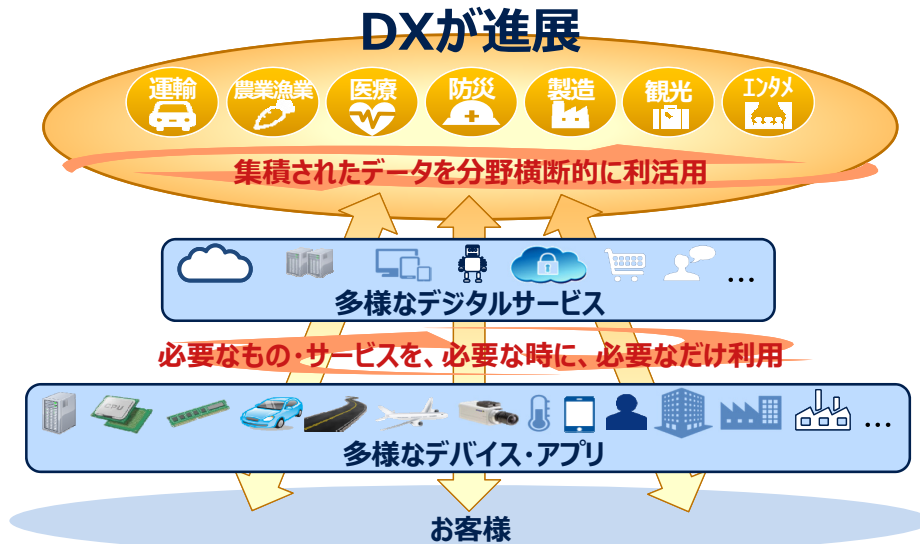 DXが進展
運輸
農業漁業
医療
防災
製造
観光
エンタメ
集積されたデータを分野横断的に利活用
…
多様なデジタルサービス
必要なもの・サービスを、必要な時に、必要なだけ利用
CPU
…
多様なデバイス・アプリ
お客様